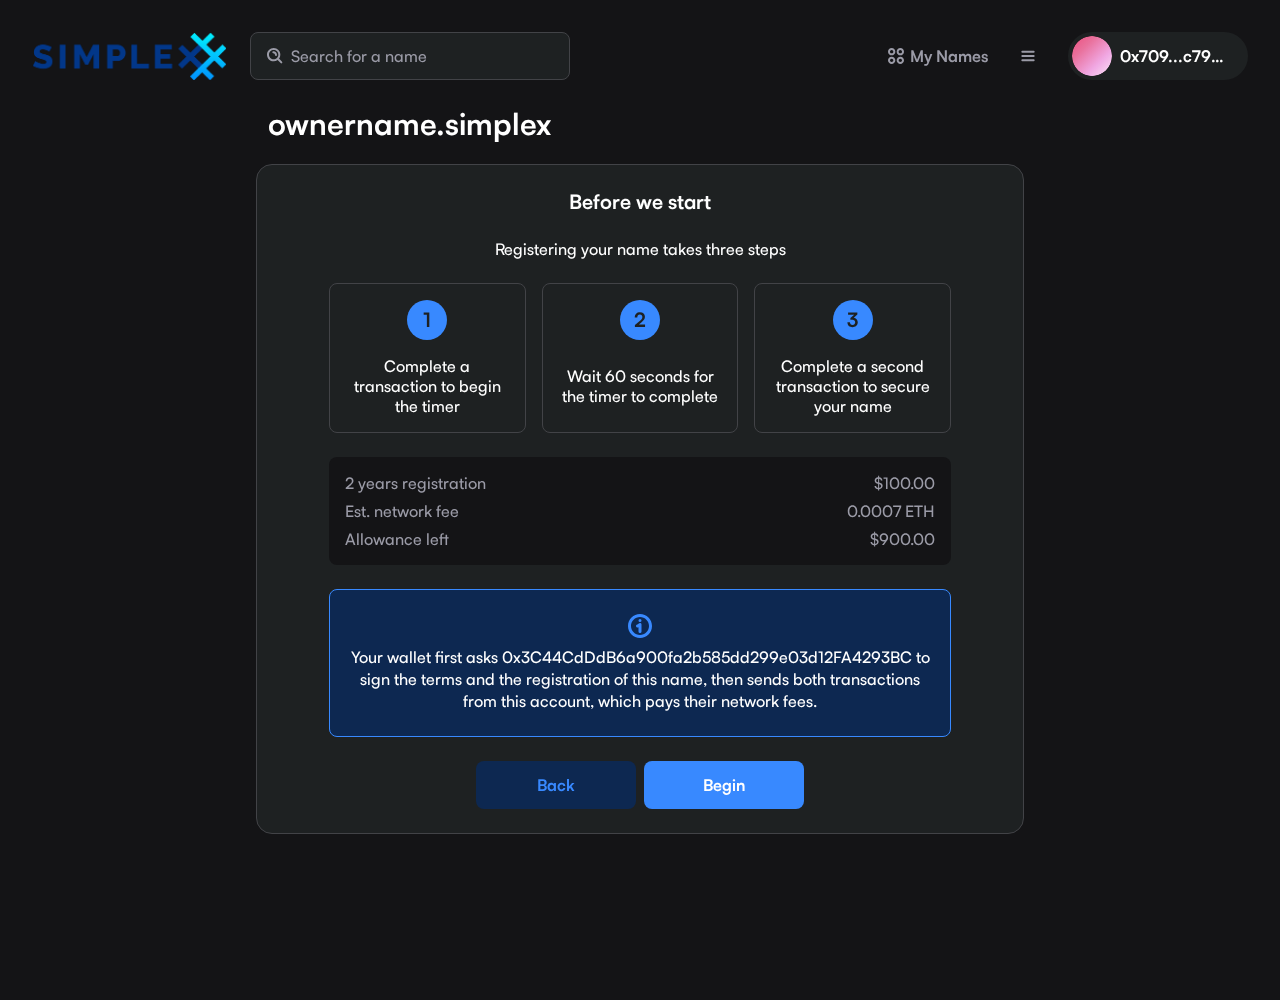 SIMPLEX
Search for a name
My Names
0x709...c79...
ownername.simplex
Before we start
Registering your name takes three steps
1
Complete a
transaction to begin
the timer
2
Wait 60 seconds for
the timer to complete
3
Complete a second
transaction to secure
your name
2 years registration $100.00
Est. network fee 0.0007 ETH
Allowance left $900.00
Your wallet first asks 0x3C44CdDdB6a900fa2b585dd299e03d12FA4293BC to
sign the terms and the registration of this name, then sends both transactions
from this account, which pays their network fees.
Back
Begin